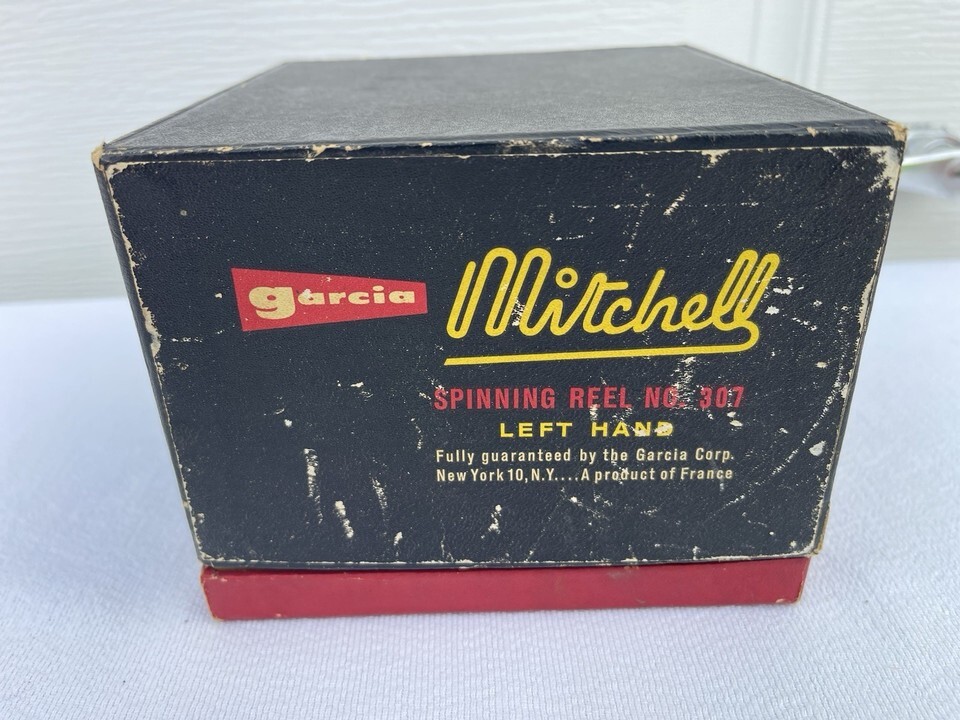 garcia
Mitchell
SPINNING REEL NO. 307
LEFT HAND
Fully guaranteed by the Garcia Corp.
New York 10, N.Y....A product of France